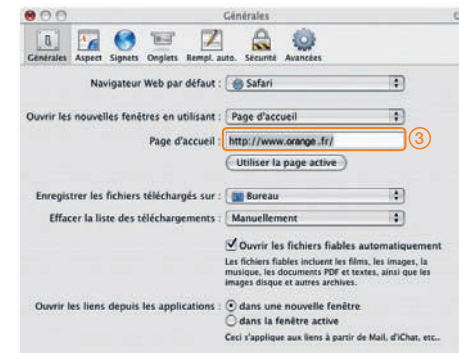 Générales
Générales Aspect Signets Onglets Rempl. auto. Sécurité Avancées
Navigateur Web par défaut : Safari
Ouvrir les nouvelles fenêtres en utilisant : Page d'accueil
Page d'accueil : http://www.orange.fr/ 3
Utiliser la page active
Enregistrer les fichiers téléchargés sur : Bureau
Effacer la liste des téléchargements : Manuellement
Ouvrir les fichiers fiables automatiquement
Les fichiers fiables incluent les films, les images, la
musique, les documents PDF et textes, ainsi que les
images disque et autres archives.
Ouvrir les liens depuis les applications : dans une nouvelle fenêtre
dans la fenêtre active
Ceci s'applique aux liens à partir de Mail, d'iChat, etc..